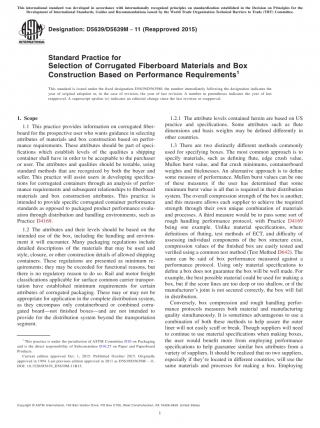 This international standard was developed in accordance with internationally recognized principles on standardization established in the Decision on Principles for the
Development of International Standards, Guides and Recommendations issued by the World Trade Organization Technical Barriers to Trade (TBT) Committee.
Designation: D5639/D5639M − 11 (Reapproved 2015)
Standard Practice for
Selection of Corrugated Fiberboard Materials and Box
Construction Based on Performance Requirements1
This standard is issued under the fixed designation D5639/D5639M; the number immediately following the designation indicates the
year of original adoption or, in the case of revision, the year of last revision. A number in parentheses indicates the year of last
reapproval. A superscript epsilon (ε) indicates an editorial change since the last revision or reapproval.
1. Scope
1.1 This practice provides information on corrugated fiber-
board for the prospective user who wants guidance in selecting
attributes of materials and box construction based on perfor-
mance requirements. These attributes should be part of speci-
fications which establish levels of the qualities a shipping
container shall have in order to be acceptable to the purchaser
or user. The attributes and qualities should be testable, using
standard methods that are recognized by both the buyer and
seller. This practice will assist users in developing specifica-
tions for corrugated containers through an analysis of perfor-
mance requirements and subsequent relationships to fiberboard
materials and box construction attributes. This practice is
intended to provide specific corrugated container performance
standards as opposed to packaged product performance evalu-
ation through distribution and handling environments, such as
Practice D4169.
1.2 The attributes and their levels should be based on the
intended use of the box, including the handling and environ-
ment it will encounter. Many packaging regulations include
detailed descriptions of the materials that may be used and
style, closure, or other construction details of allowed shipping
containers. These regulations are presented as minimum re-
quirements; they may be exceeded for functional reasons, but
there is no regulatory reason to do so. Rail and motor freight
classifications applicable for surface common carrier transpor-
tation have established minimum requirements for certain
attributes of corrugated packaging. These may or may not be
appropriate for application in the complete distribution system,
as they encompass only containerboard or combined corru-
gated board—not finished boxes—and are not intended to
provide for the distribution system beyond the transportation
segment.
1 This practice is under the jurisdiction of ASTM Committee D10 on Packaging
and is the direct responsibility of Subcommittee D10.27 on Paper and Paperboard
Products.
Current edition approved Oct. 1, 2015. Published October 2015. Originally
approved in 1994. Last previous edition approved in 2011 as D5639/D5639M – 11.
DOI: 10.1520/D5639_D5639M-11R15.
1.2.1 The attributes levels contained herein are based on US
practice and specification. Some attributes such as flute
dimensions and basis weights may be defined differently in
other countries.
1.3 There are two distinctly different methods commonly
used for specifying boxes. The most common approach is to
specify materials, such as defining flute, edge crush value,
Mullen burst value, and flat crush minimums, containerboard
weights and thicknesses. An alternative approach is to define
some measure of performance. Mullen burst values can be one
of these measures if the user has determined that some
minimum burst value is all that is required in their distribution
system. The overall box compression strength of the box is another,
and this measure allows each supplier to achieve the required
strength through their own unique combination of materials
and processes. A third measure would be to pass some sort of
rough handling performance protocol, with Practice D4169
being one example. Unlike material specifications, where
definitions of fluting, test methods of ECT, and difficulty of
assessing individual components of the box structure exist,
compression values of the finished box are easily tested and
verified using a common test method (Test Method D642). The
same can be said of box performance measured against a
performance protocol. Using only material specifications to
define a box does not guarantee the box will be well made. For
example, the best possible material could be used for making a
box, but if the score lines are too deep or too shallow, or if the
manufacturer's joint is not secured correctly, the box will fail
in distribution.
Conversely, box compression and rough handling perfor-
mance protocols measures both material and manufacturing
quality simultaneously. It is sometimes advantageous to use a
combination of both these methods to help assure the outer
liner will not easily scuff or break. Though suppliers will need
to continue to use material specifications when making boxes,
the user would benefit more from employing performance
specifications to help guarantee similar box attributes from a
variety of suppliers. It should be realized that no two suppliers,
especially if they're located in different countries, will use the
same materials and processes for making a box. Employing
Copyright © ASTM International, 100 Barr Harbor Drive, PO Box C700, West Conshohocken, PA 19428-2959. United States
1